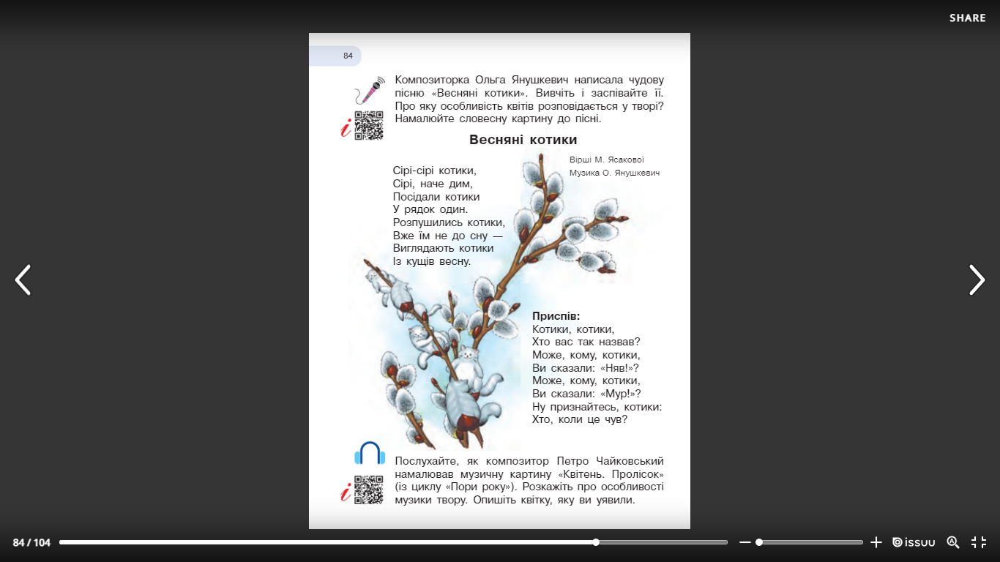 SHARE
84
Композиторка Ольга Янушкевич написала чудову
пісню «Весняні котики». Вивчіть і заспівайте її.
Про яку особливість квітів розповідається у творі?
Намалюйте словесну картину до пісні.
Весняні котики
Вірші М. Ясакової
Музика О. Янушкевич
Сірі-сірі котики,
Сірі, наче дим,
Посідали котики
У рядок один.
Розпушились котики,
Вже їм не до сну —
Виглядають котики
Із кущів весну.
Приспів:
Котики, котики,
Хто вас так назвав?
Може, кому, котики,
Ви сказали: «Няв!»?
Може, кому, котики,
Ви сказали: «Мур!»?
Ну признайтесь, котики:
Хто, коли це чув?
Послухайте, як композитор Петро Чайковський
намалював музичну картину «Квітень. Пролісок»
(із циклу «Пори року»). Розкажіть про особливості
музики твору. Опишіть квітку, яку ви уявили.
84 / 104
issuu